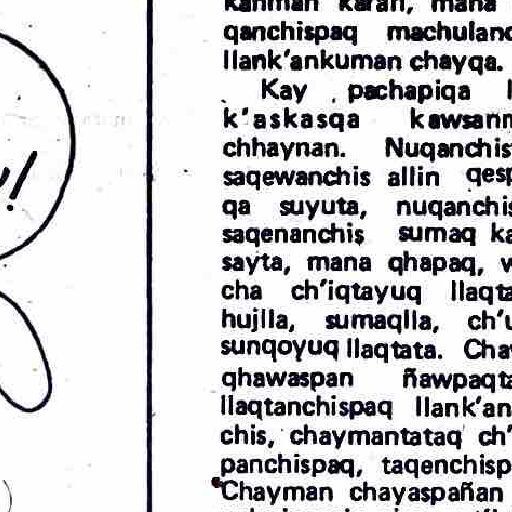 kanman karan, mana
qanchispaq machulanc
llank'ankuman chayqa.
Kay pachapiqa
k'askasqa kawsanm
chhaynan. Nuqanchis
saqewanchis allin qesp
qa suyuta, nuqanchis
saqenanchis sumaq ka
sayta, mana qhapaq, w
cha ch'iqtayuq llaqta
hujlla, sumaqlla, ch'u
sunqoyuq llaqtata. Chay
qhawaspan ñawpaqta
llaqtanchispaq llank'an
chis, chaymantataq ch'
panchispaq, taqenchisp
Chayman chayaspañan